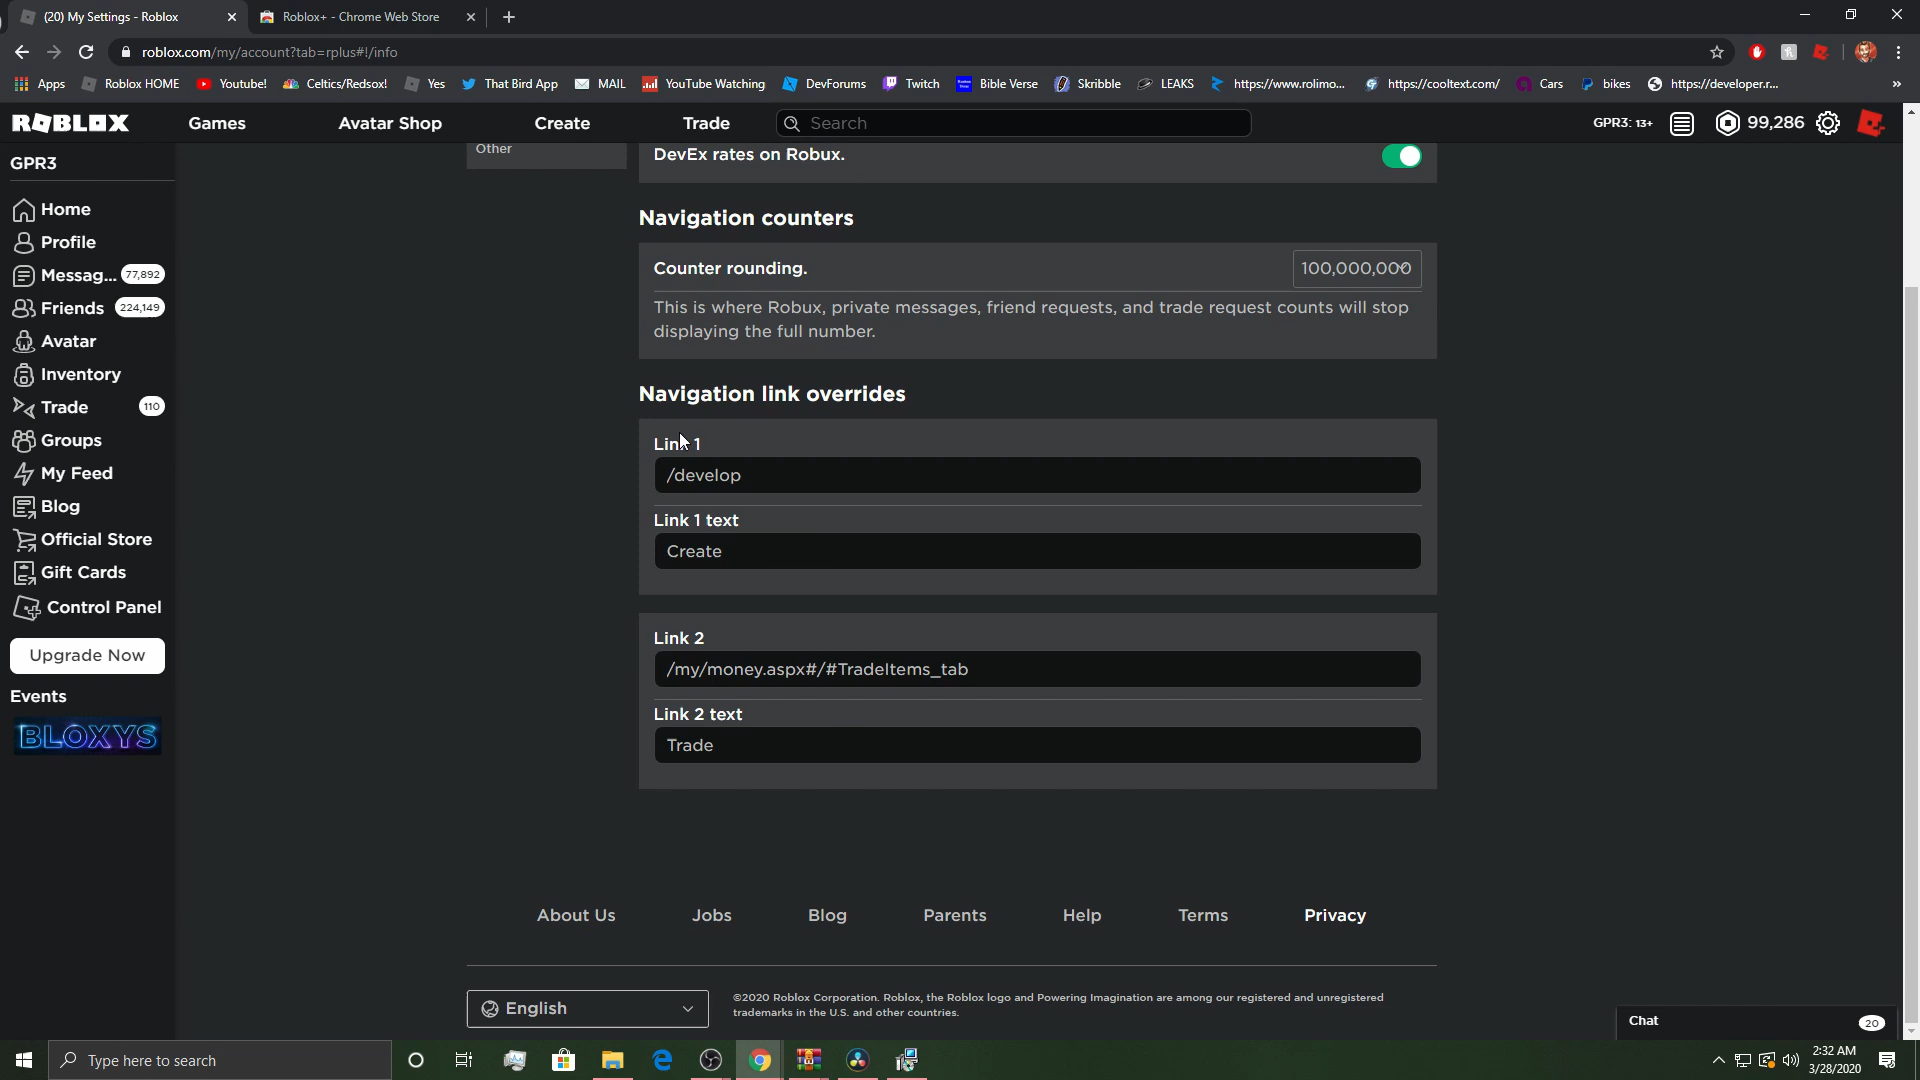 (20) My Settings - Roblox
Roblox+ - Chrome Web Store
roblox.com/my/account?tab=rplus#!/info
Apps
Roblox HOME
Youtube!
Celtics/Redsox!
Yes
That Bird App
MAIL
YouTube Watching
DevForums
Twitch
Bible Verse
Skribble
LEAKS
https://www.rolimo...
https://cooltext.com/
Cars
bikes
https://developer.r...
ROBLOX
Games
Avatar Shop
Create
Trade
Search
GPR3: 13+
99,286
GPR3
Home
Profile
Messag... 77,892
Friends 224,149
Avatar
Inventory
Trade 110
Groups
My Feed
Blog
Official Store
Gift Cards
Control Panel
Upgrade Now
Events
BLOXYS
Other
DevEx rates on Robux.
Navigation counters
Counter rounding.
100,000,000
This is where Robux, private messages, friend requests, and trade request counts will stop
displaying the full number.
Navigation link overrides
Link 1
/develop
Link 1 text
Create
Link 2
/my/money.aspx#/#TradeItems_tab
Link 2 text
Trade
About Us
Jobs
Blog
Parents
Help
Terms
Privacy
English
©2020 Roblox Corporation. Roblox, the Roblox logo and Powering Imagination are among our registered and unregistered
trademarks in the U.S. and other countries.
Chat
20
Type here to search
2:32 AM
3/28/2020